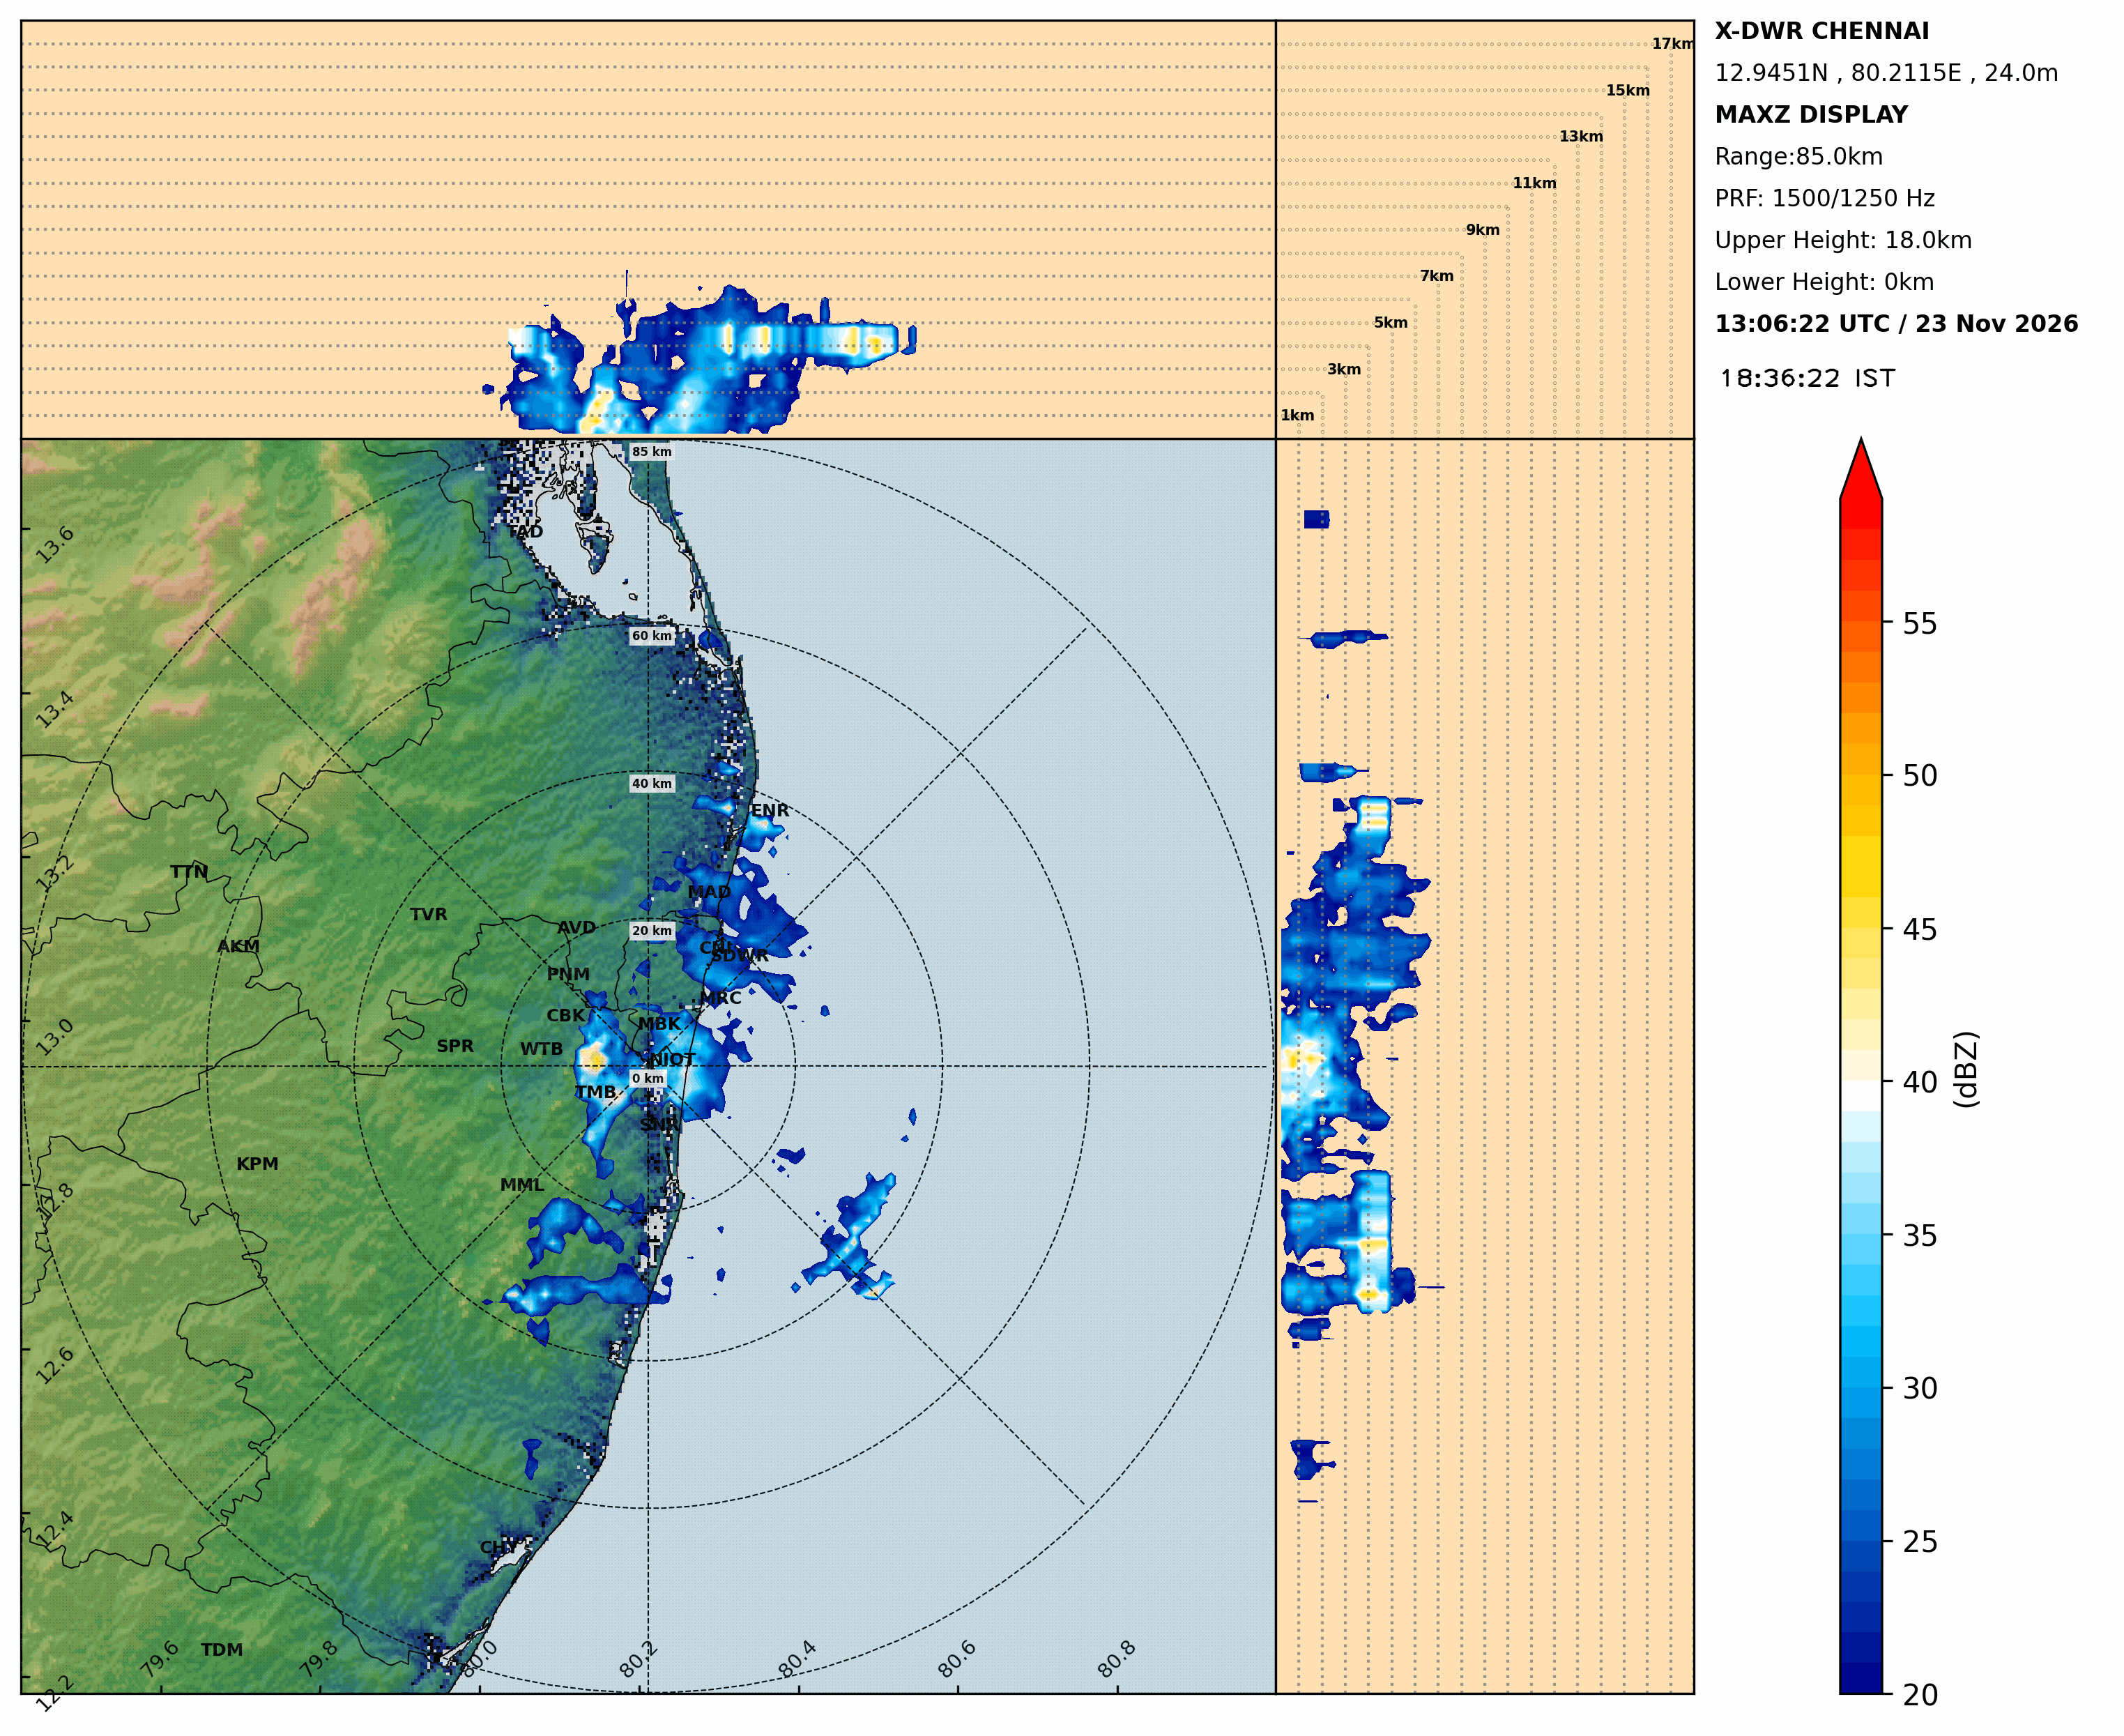 X-DWR CHENNAI
12.9451N , 80.2115E , 24.0m
MAXZ DISPLAY
Range:85.0km
PRF: 1500/1250 Hz
Upper Height: 18.0km
Lower Height: 0km
13:06:22 UTC / 23 Nov 2026
18:36:22 IST
17km
15km
13km
11km
9km
7km
5km
3km
1km
85 km
60 km
40 km
20 km
0 km
TAD
ENR
TTN
MAD
TVR
AVD
AKM
SDWR
PNM
MRC
CBK
MBK
SPR
WTB
NIOT
TMB
SNR
KPM
MML
CHY
TDM
13.6
13.4
13.2
13.0
12.8
12.6
12.4
12.2
79.6
79.8
80.0
80.2
80.4
80.6
80.8
55
50
45
40
35
30
25
20
(dBZ)